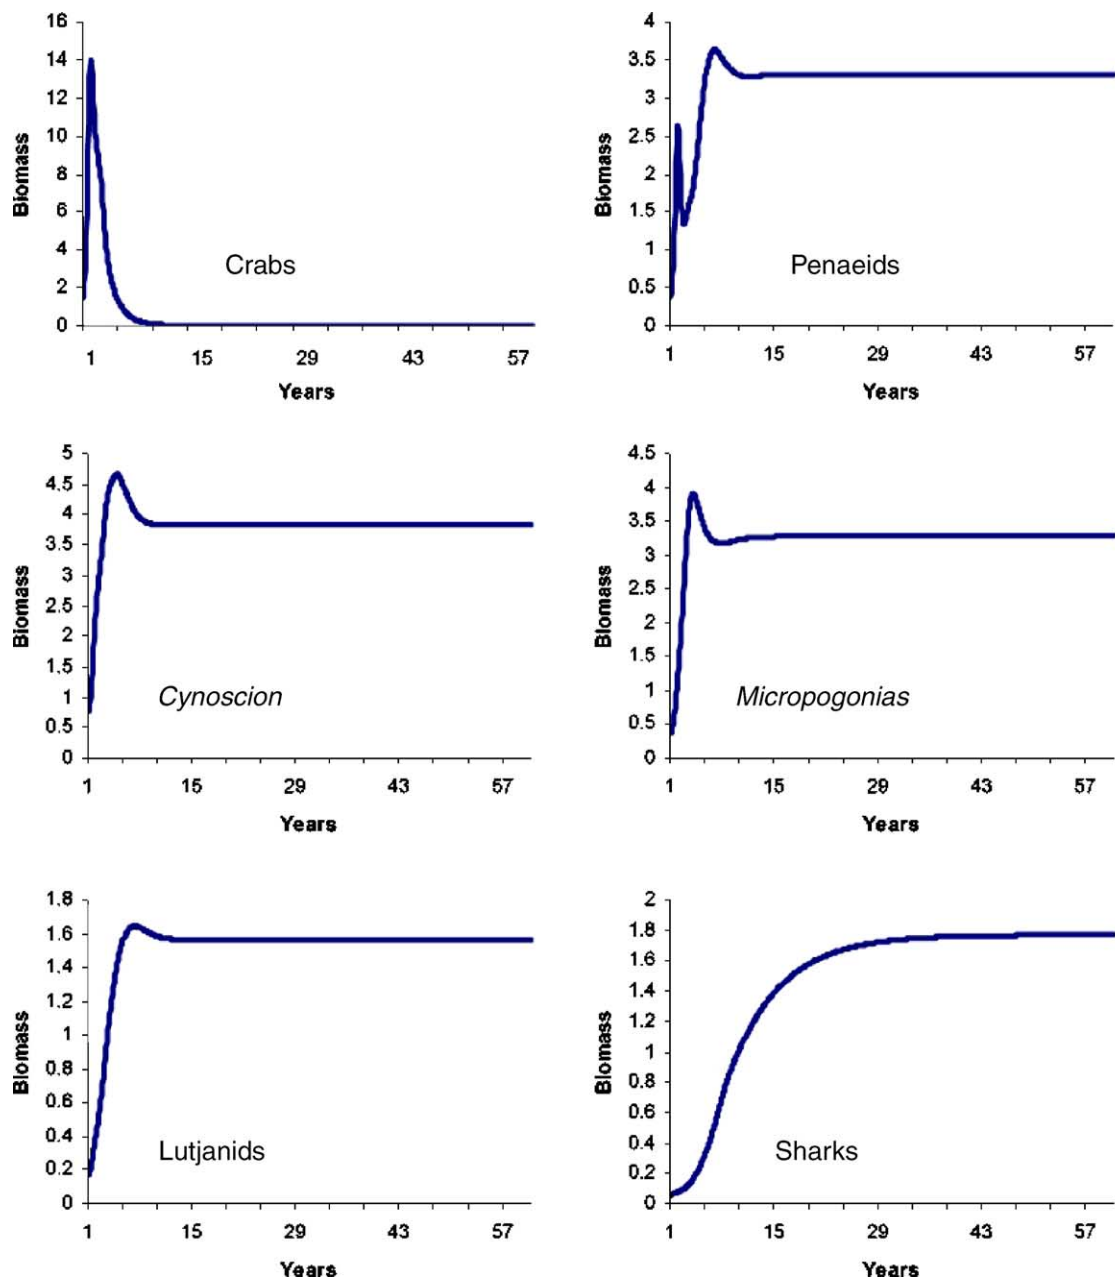 16
14
12
10
8
6
4
2
0
Biomass
Crabs
1 15 29 43 57
Years
4
3.5
3
2.5
2
1.5
1
0.5
0
Biomass
Penaeids
1 15 29 43 57
Years
5
4.5
4
3.5
3
2.5
2
1.5
1
0.5
0
Biomass
Cynoscion
1 15 29 43 57
Years
4.5
4
3.5
3
2.5
2
1.5
1
0.5
0
Biomass
Micropogonias
1 15 29 43 57
Years
1.8
1.6
1.4
1.2
1
0.8
0.6
0.4
0.2
0
Biomass
Lutjanids
1 15 29 43 57
Years
2
1.8
1.6
1.4
1.2
1
0.8
0.6
0.4
0.2
0
Biomass
Sharks
1 15 29 43 57
Years